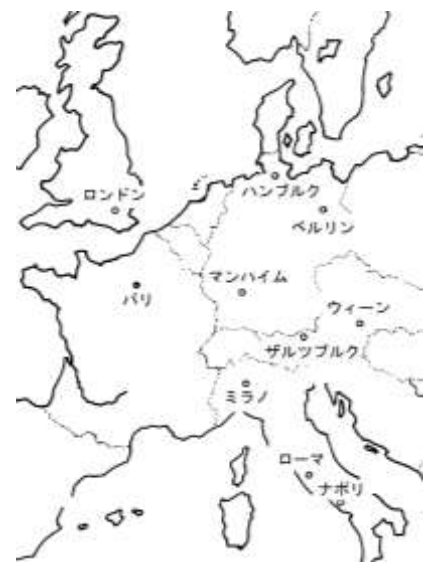 ロンドン
ハンブルク
ベルリン
マンハイム
パリ
ウィーン
ザルツブルク
ミラノ
ローマ
ナポリ